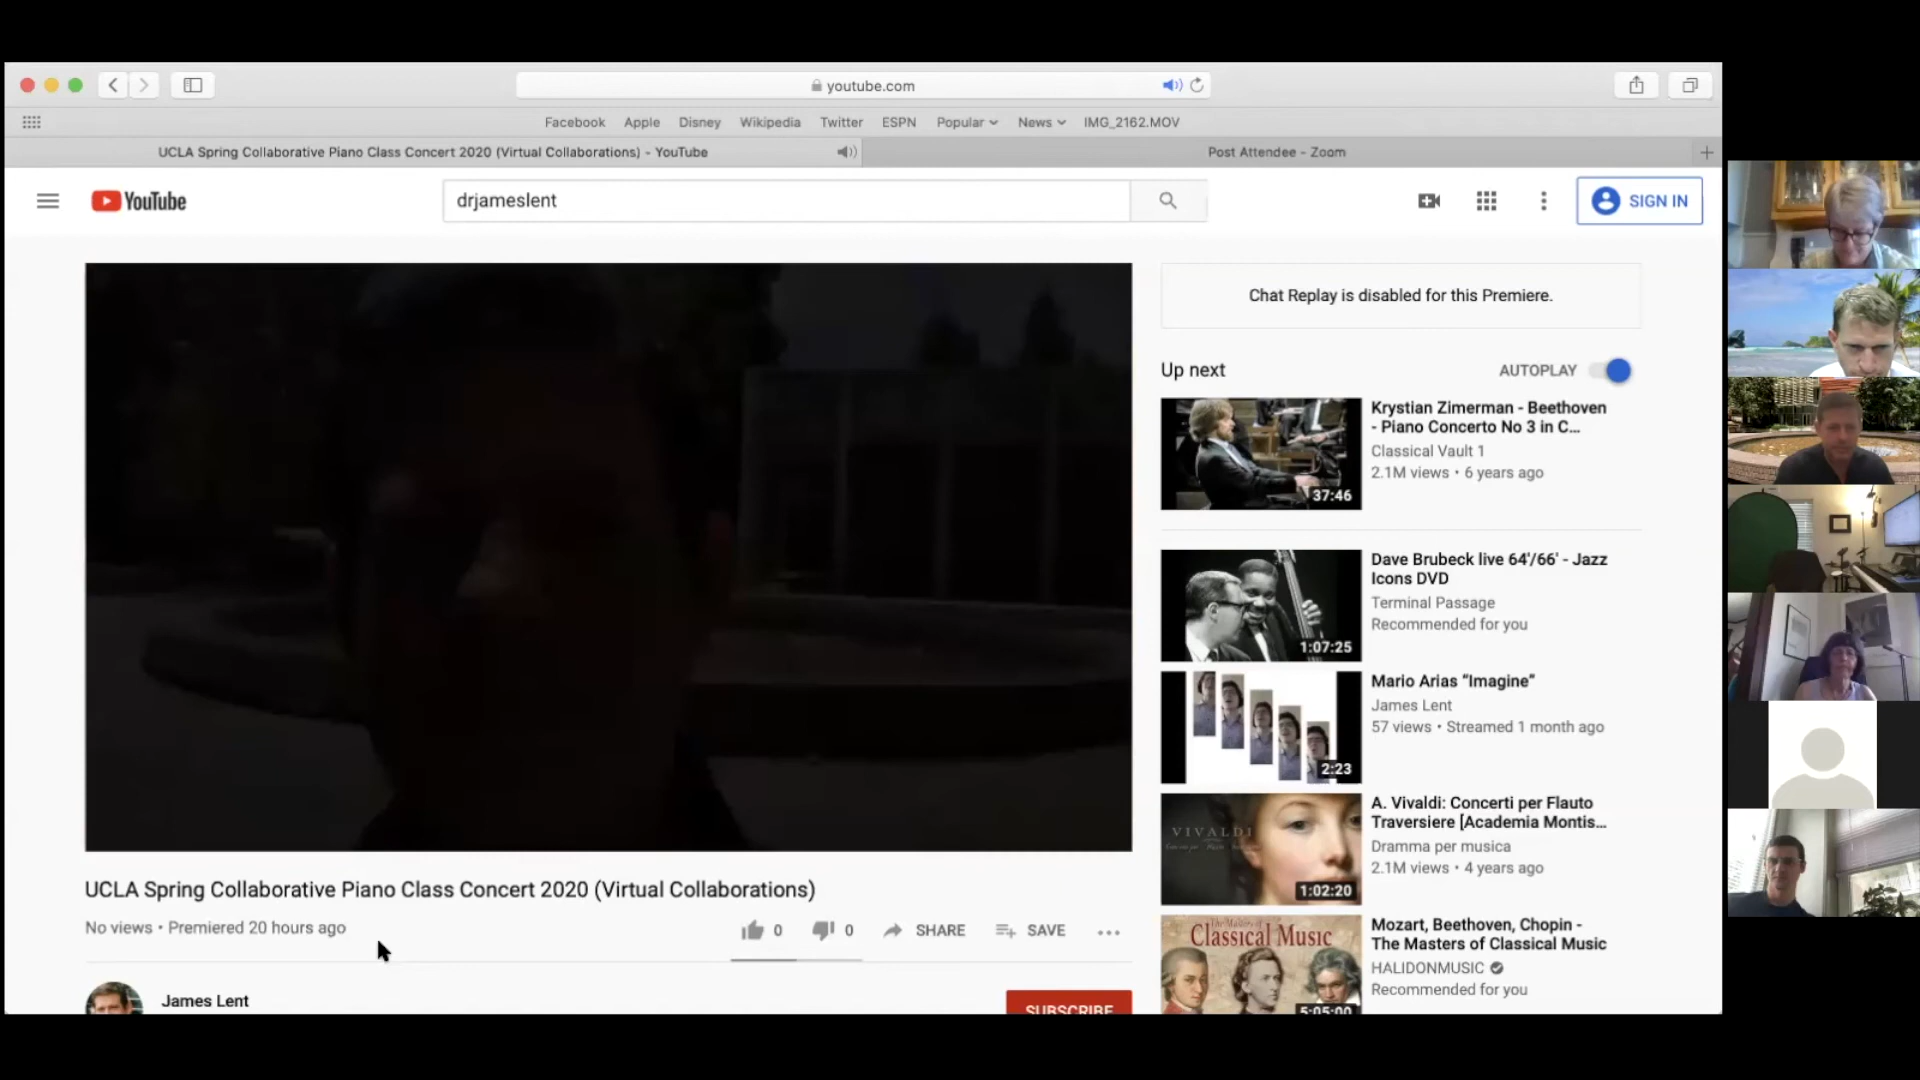 youtube.com
Facebook Apple Disney Wikipedia Twitter ESPN Popular News IMG_2162.MOV
UCLA Spring Collaborative Piano Class Concert 2020 (Virtual Collaborations) - YouTube
Post Attendee - Zoom
YouTube
drjameslent
SIGN IN
Chat Replay is disabled for this Premiere.
Up next
AUTOPLAY
37:46
Krystian Zimerman - Beethoven
- Piano Concerto No 3 in C...
Classical Vault 1
2.1M views • 6 years ago
1:07:25
Dave Brubeck live 64'/66' - Jazz
Icons DVD
Terminal Passage
Recommended for you
2:23
Mario Arias “Imagine”
James Lent
57 views • Streamed 1 month ago
VIVALDI
1:02:20
A. Vivaldi: Concerti per Flauto
Traversiere [Academia Montis...
Dramma per musica
2.1M views • 4 years ago
The Masters of
Classical Music
5:05:00
Mozart, Beethoven, Chopin -
The Masters of Classical Music
HALIDONMUSIC
Recommended for you
UCLA Spring Collaborative Piano Class Concert 2020 (Virtual Collaborations)
No views • Premiered 20 hours ago
0 0 SHARE SAVE
James Lent
SUBSCRIBE